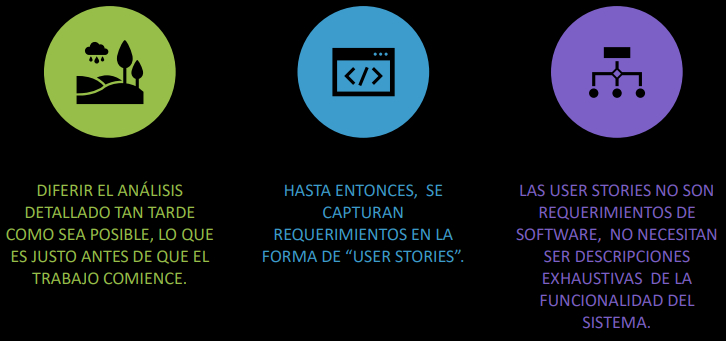 DIFERIR EL ANÁLISIS
DETALLADO TAN TARDE
COMO SEA POSIBLE, LO QUE
ES JUSTO ANTES DE QUE EL
TRABAJO COMIENCE.
HASTA ENTONCES, SE
CAPTURAN
REQUERIMIENTOS EN LA
FORMA DE “USER STORIES”.
LAS USER STORIES NO SON
REQUERIMIENTOS DE
SOFTWARE, NO NECESITAN
SER DESCRIPCIONES
EXHAUSTIVAS DE LA
FUNCIONALIDAD DEL
SISTEMA.